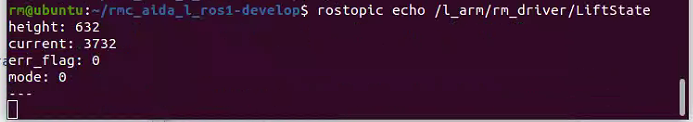 rm@ubuntu:~/rmc_aida_l_ros1-develop$ rostopic echo /l_arm/rm_driver/LiftState
height: 632
current: 3732
err_flag: 0
mode: 0
---